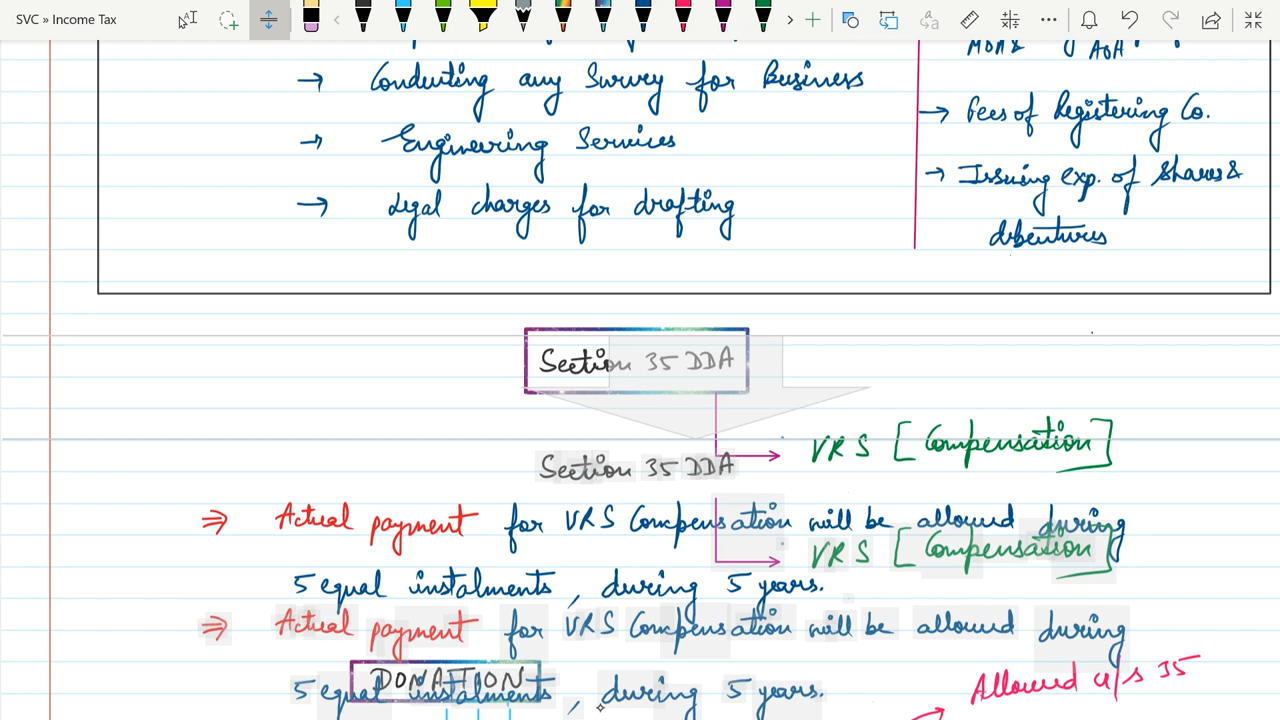 SVC » Income Tax
MOA & AOA
→ Conducting any Survey for Business
→ Fees of Registering Co.
→ Engineering Services
→ Issuing exp. of Shares &
debentures
→ Legal charges for drafting
Section 35 DDA
VRS [Compensation]
Section 35 DDA
⇒ Actual payment for VRS Compensation will be allowed during
VRS [Compensation]
5 equal instalments, during 5 years.
⇒ Actual payment for VRS Compensation will be allowed during
DONATION
5 equal instalments, during 5 years.
Allowed u/s 35